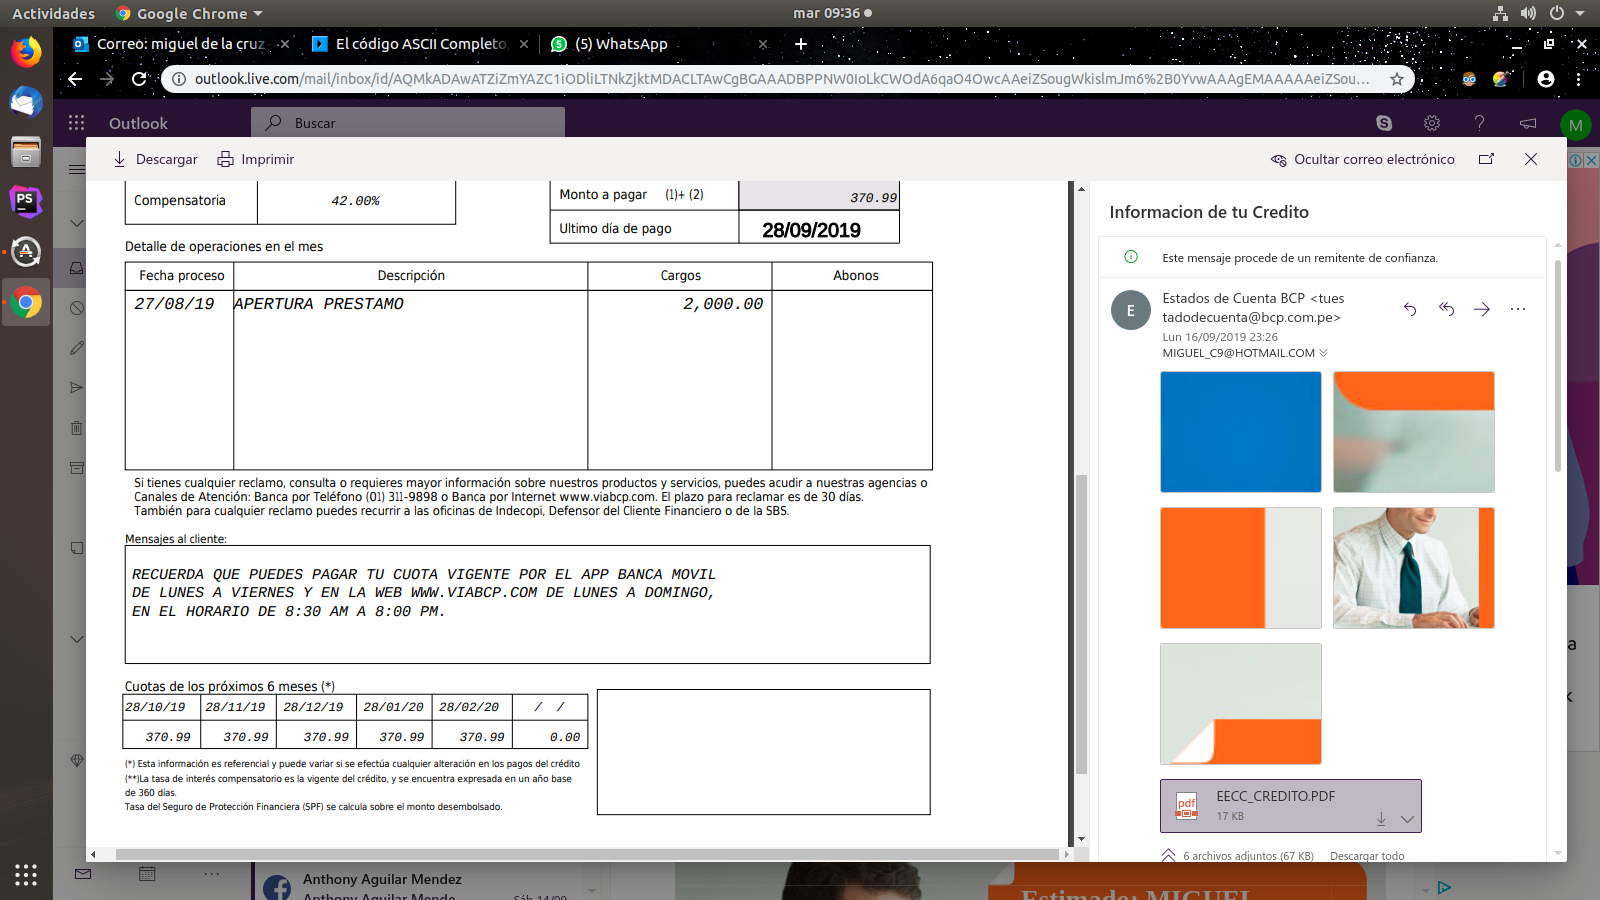 Actividades
Google Chrome
mar 09:36
Correo: miguel de la cruz
El código ASCII Completo,
(5) WhatsApp
outlook.live.com/mail/inbox/id/AQMkADAwATZiZmYAZC1iODliLTNkZjktMDACLTAwCgBGAAADBPPNW0IoLkCWOdA6qaO4OwcAAeiZSougWkislmJm6%2B0YvwAAAgEMAAAAAAeiZSou...
Outlook
Buscar
M
Descargar
Imprimir
Ocultar correo electrónico
Compensatoria
42.00%
Monto a pagar (1)+ (2)
370.99
Ultimo día de pago
28/09/2019
Detalle de operaciones en el mes
Fecha proceso
Descripción
Cargos
Abonos
27/08/19
APERTURA PRESTAMO
2,000.00
Si tienes cualquier reclamo, consulta o requieres mayor información sobre nuestros productos y servicios, puedes acudir a nuestras agencias o
Canales de Atención: Banca por Teléfono (01) 311-9898 o Banca por Internet www.viabcp.com. El plazo para reclamar es de 30 días.
También para cualquier reclamo puedes recurrir a las oficinas de Indecopi, Defensor del Cliente Financiero o de la SBS.
Mensajes al cliente:
RECUERDA QUE PUEDES PAGAR TU CUOTA VIGENTE POR EL APP BANCA MOVIL
DE LUNES A VIERNES Y EN LA WEB WWW.VIABCP.COM DE LUNES A DOMINGO,
EN EL HORARIO DE 8:30 AM A 8:00 PM.
Cuotas de los próximos 6 meses (*)
28/10/19 28/11/19 28/12/19 28/01/20 28/02/20 / /
370.99 370.99 370.99 370.99 370.99 0.00
(*) Esta información es referencial y puede variar si se efectúa cualquier alteración en los pagos del crédito
(**)La tasa de interés compensatorio es la vigente del crédito, y se encuentra expresada en un año base
de 360 días.
Tasa del Seguro de Protección Financiera (SPF) se calcula sobre el monto desembolsado.
Informacion de tu Credito
Este mensaje procede de un remitente de confianza.
E
Estados de Cuenta BCP <tues
tadodecuenta@bcp.com.pe>
Lun 16/09/2019 23:26
MIGUEL_C9@HOTMAIL.COM
pdf
EECC_CREDITO.PDF
17 KB
6 archivos adjuntos (67 KB)
Descargar todo
Anthony Aguilar Mendez
Anthony Aguilar Mende
Sáb 14/09
Estimado: MIGUEL
PS